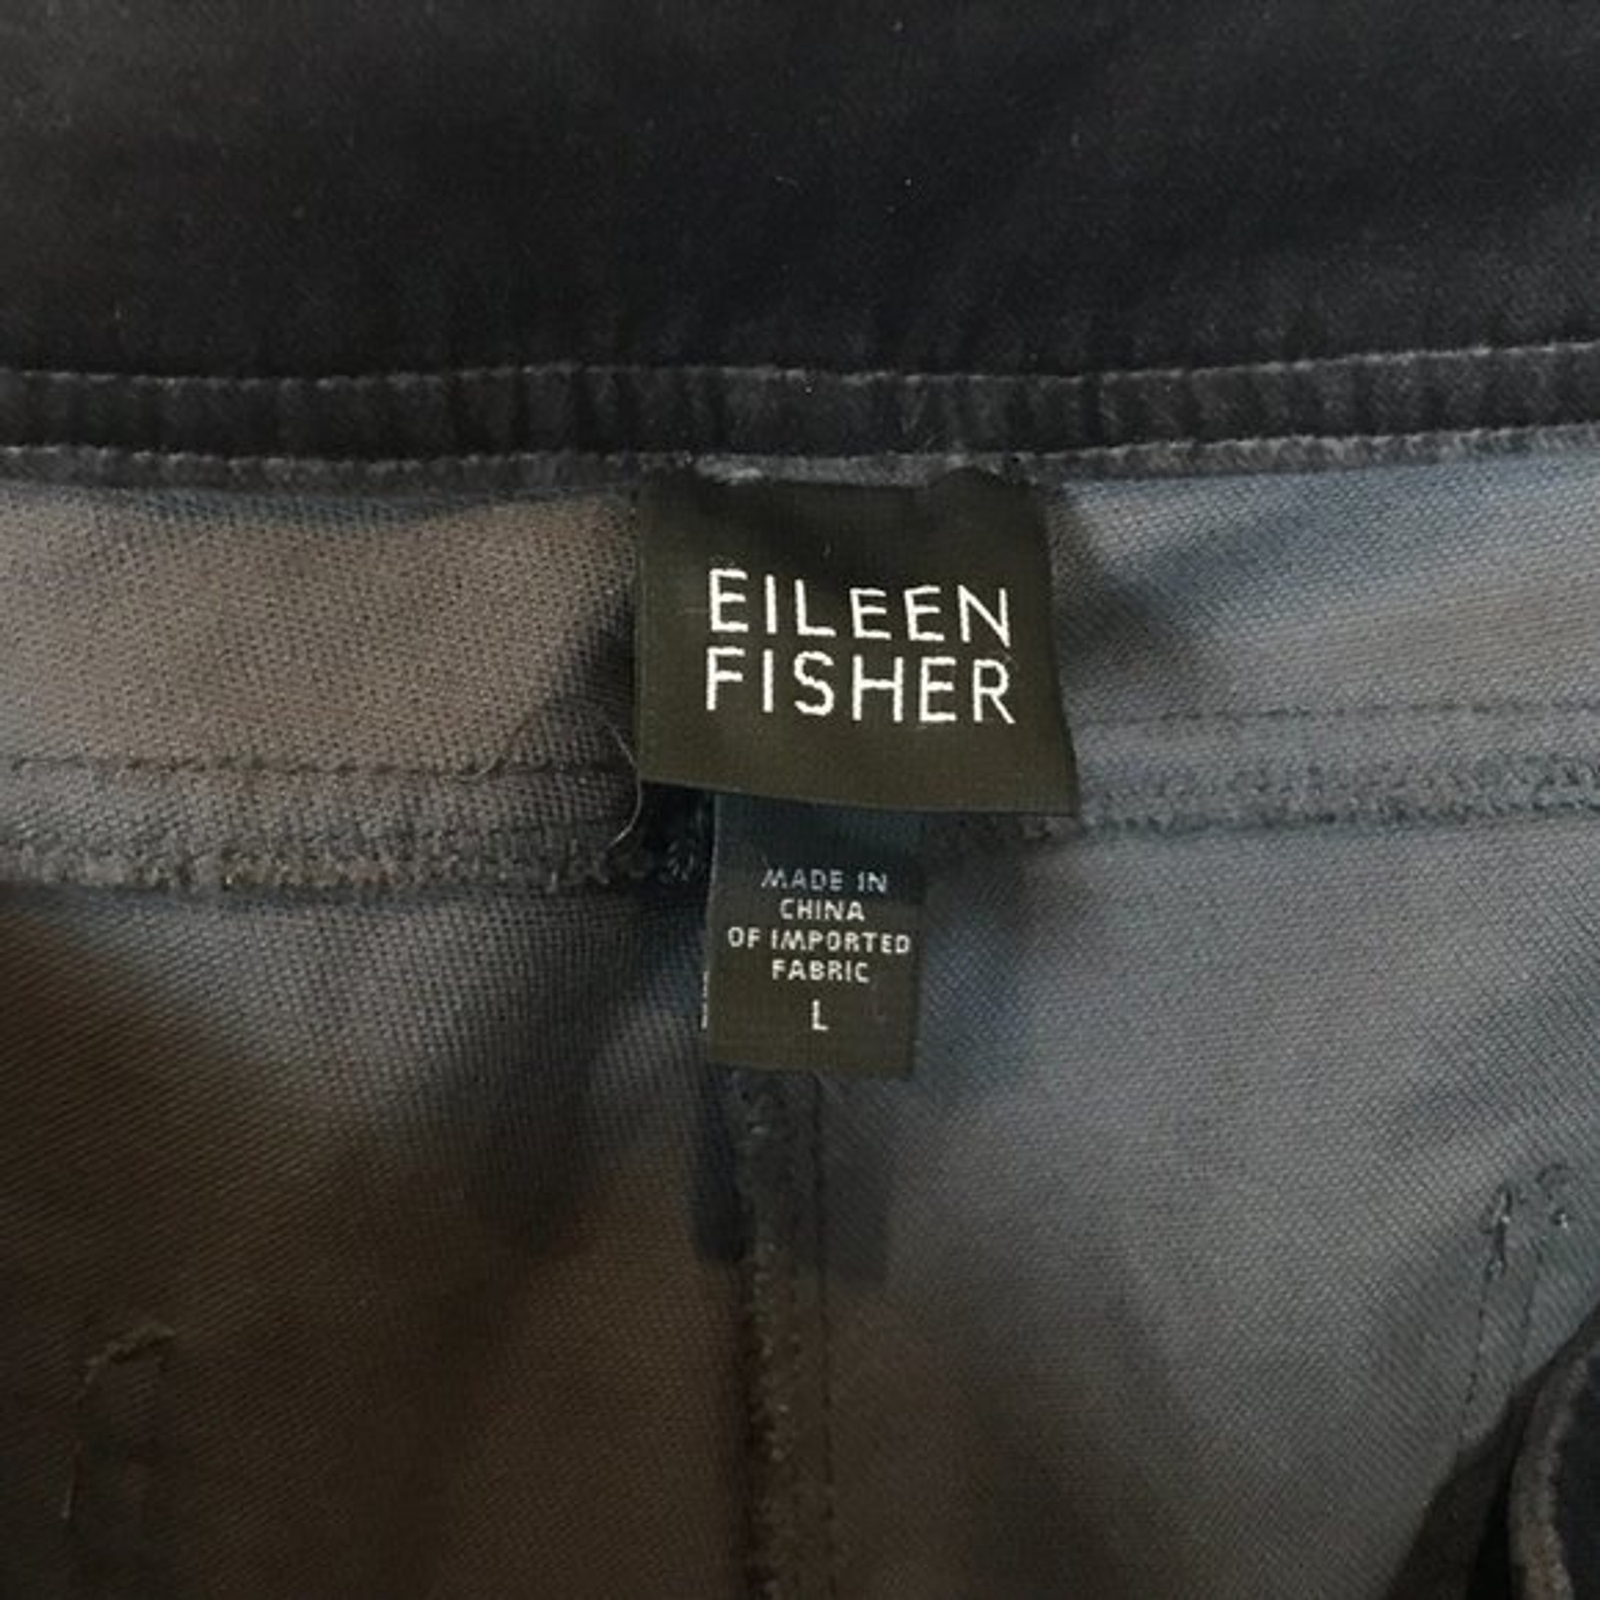 EILEEN
FISHER
MADE IN
CHINA
OF IMPORTED
FABRIC
L